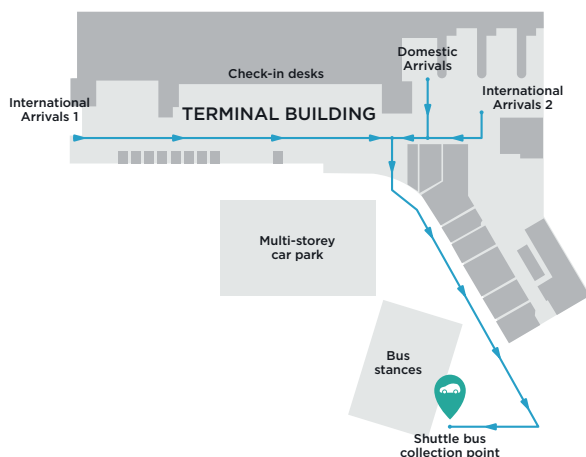 Domestic
Arrivals
Check-in desks
International
Arrivals 1
International
Arrivals 2
TERMINAL BUILDING
Multi-storey
car park
Bus
stances
Shuttle bus
collection point